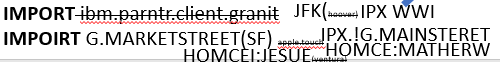 IMPORT ibm.parntr.client.granit JFK(hoover) IPX WWI
IMPOIRT G.MARKETSTREET(SF) apple.touch IPX.!G.MAINSTERET
HOMCEI:JESUE(ventura) HOMCE:MATHERW